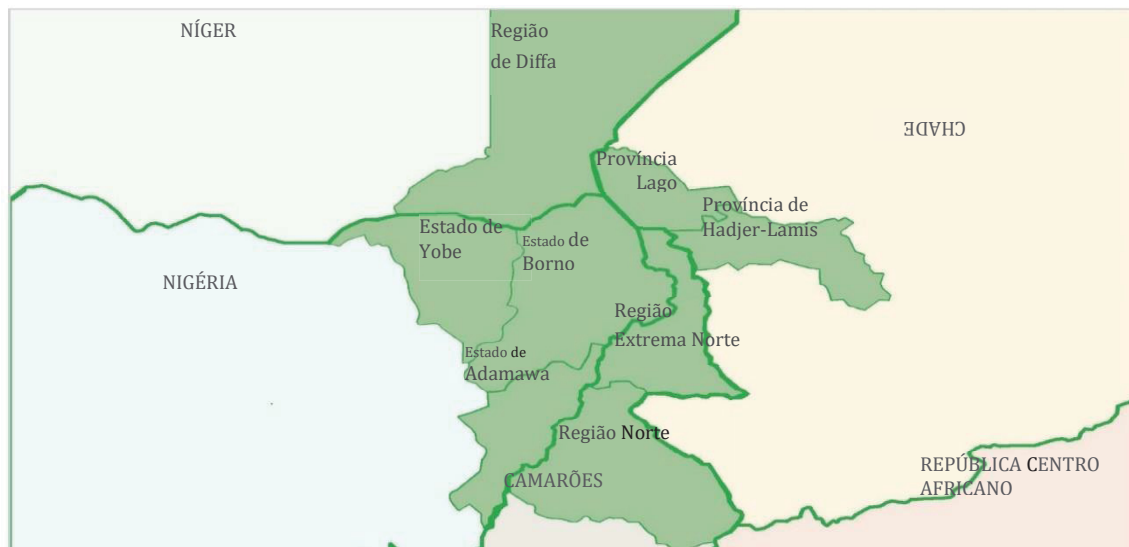 NÍGER
Região
de Diffa
CHADE
Província
Lago
Província de
Hadjer-Lamis
Estado de
Yobe
Estado de
Borno
NIGÉRIA
Região
Extrema Norte
Estado de
Adamawa
Região Norte
CAMARÕES
REPÚBLICA CENTRO
AFRICANO